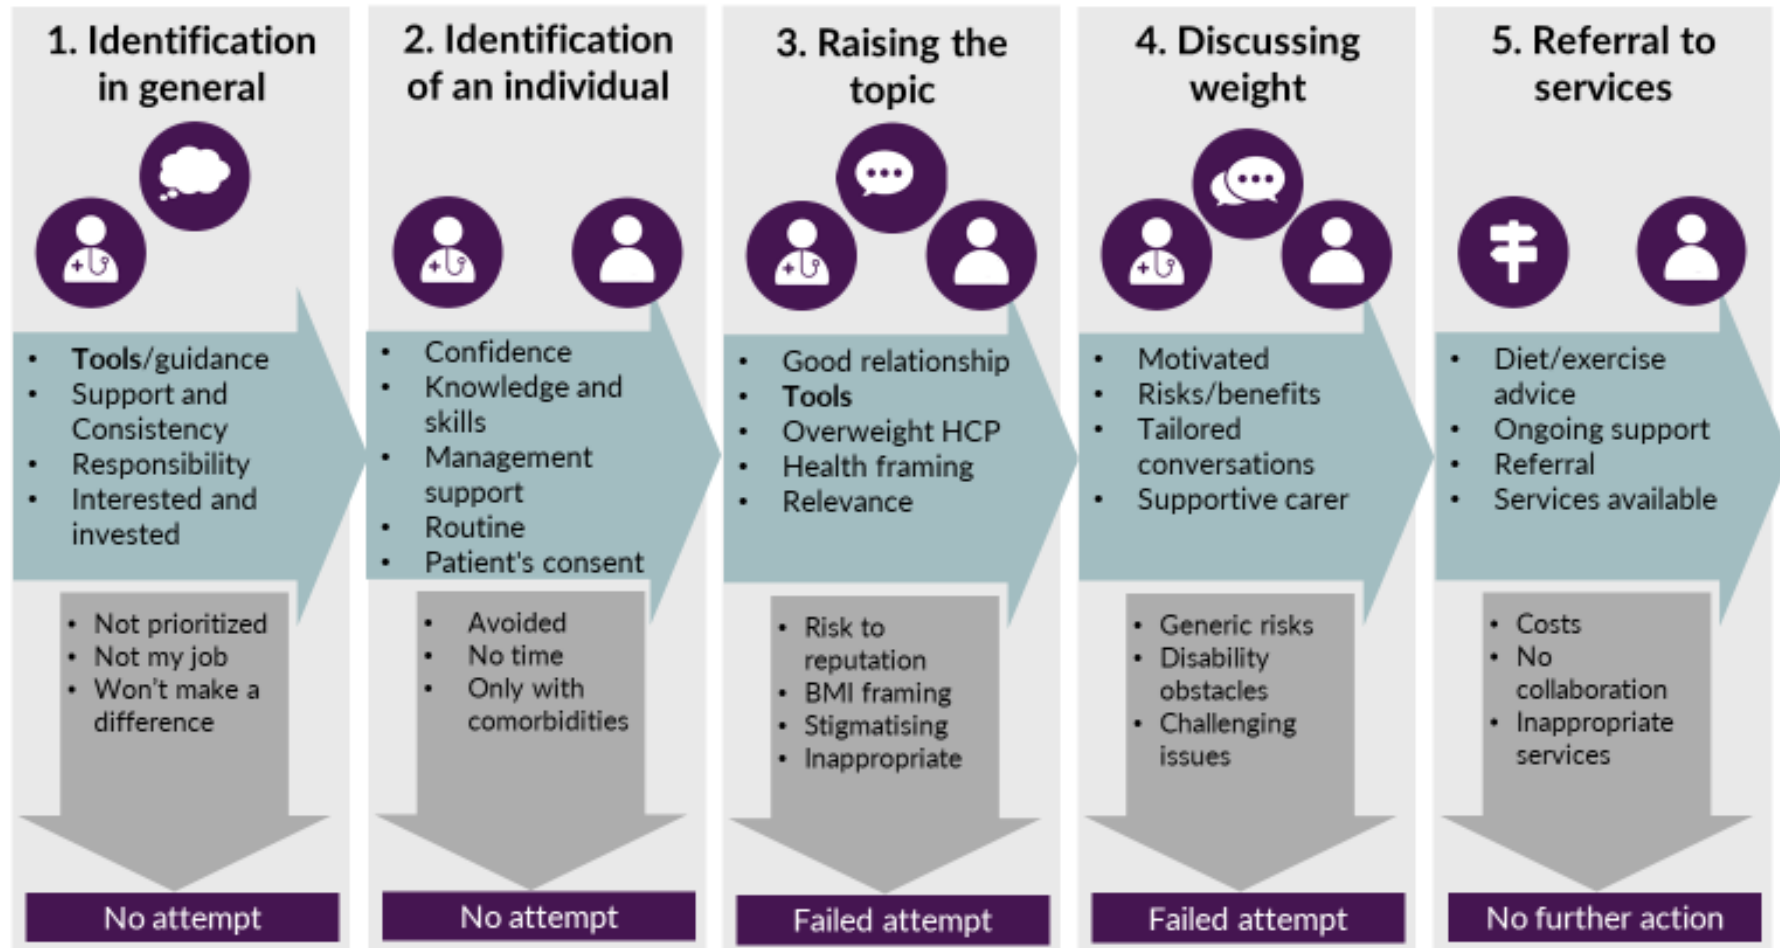 1. Identification
in general
• Tools/guidance
• Support and
Consistency
• Responsibility
• Interested and
invested
• Not prioritized
• Not my job
• Won't make a
difference
No attempt
2. Identification
of an individual
• Confidence
• Knowledge and
skills
• Management
support
• Routine
• Patient's consent
• Avoided
• No time
• Only with
comorbidities
No attempt
3. Raising the
topic
• Good relationship
• Tools
• Overweight HCP
• Health framing
• Relevance
• Risk to
reputation
• BMI framing
• Stigmatising
• Inappropriate
Failed attempt
4. Discussing
weight
• Motivated
• Risks/benefits
• Tailored
conversations
• Supportive carer
• Generic risks
• Disability
obstacles
• Challenging
issues
Failed attempt
5. Referral to
services
• Diet/exercise
advice
• Ongoing support
• Referral
• Services available
• Costs
• No
collaboration
• Inappropriate
services
No further action